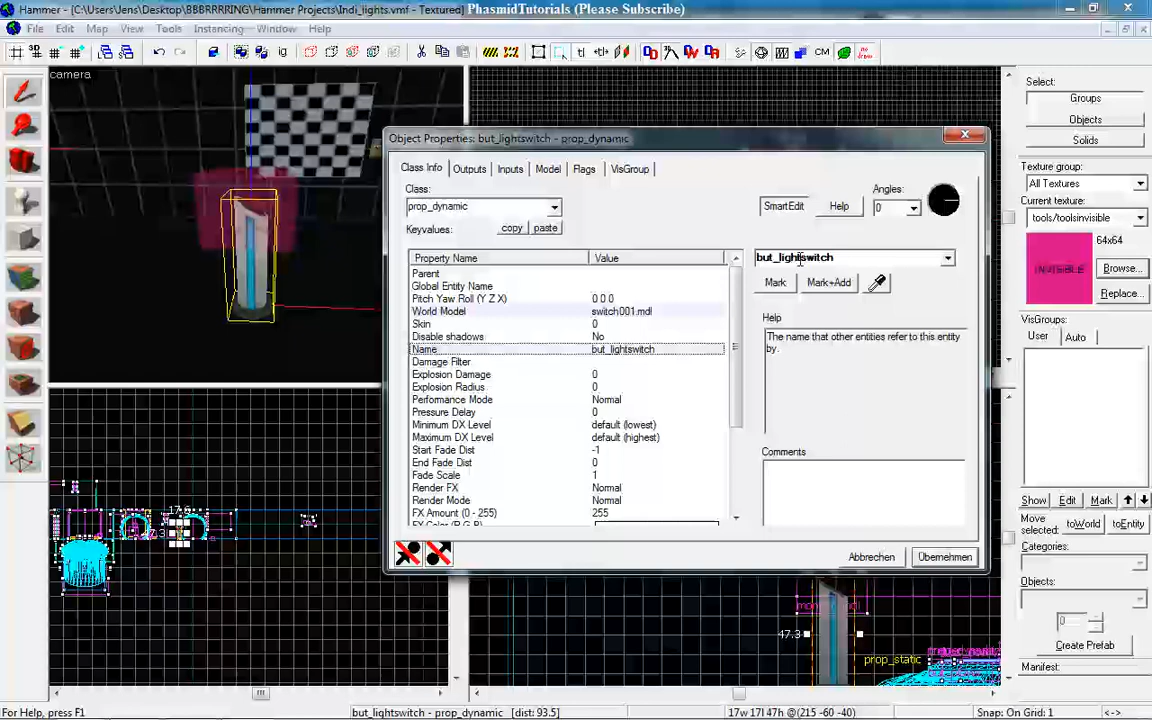 Hammer - [C:\Users\Jens\Desktop\BBBRRRRING\Hammer Projects\Indi_lights.vmf - Textured]
PhasmidTutorials (Please Subscribe)
File Edit Map View Tools Instancing Window Help
camera
Object Properties: but_lightswitch - prop_dynamic
Class Info Outputs Inputs Model Flags VisGroup
Class:
prop_dynamic
SmartEdit Help
Angles:
0
Keyvalues: copy paste
Property Name Value
Parent
Global Entity Name
Pitch Yaw Roll (Y Z X) 0 0 0
World Model switch001.mdl
Skin 0
Disable shadows No
Name but_lightswitch
Damage Filter
Explosion Damage 0
Explosion Radius 0
Performance Mode Normal
Pressure Delay 0
Minimum DX Level default (lowest)
Maximum DX Level default (highest)
Start Fade Dist -1
End Fade Dist 0
Fade Scale 1
Render FX Normal
Render Mode Normal
FX Amount (0 - 255) 255
FX Color (R G B)
but_lightswitch
Mark Mark+Add
Help
The name that other entities refer to this entity
by.
Comments
Abbrechen Übernehmen
Select:
Groups
Objects
Solids
Texture group:
All Textures
Current texture:
tools/toolsinvisible
INVISIBLE
64x64
Browse...
Replace...
VisGroups:
User Auto
Show Edit Mark
Move
selected:
toWorld toEntity
Categories:
Objects:
0
Create Prefab
Manifest:
47.3
prop_static
For Help, press F1
but_lightswitch - prop_dynamic [dist: 93.5]
17w 17l 47h @(215 -60 -40)
Snap: On Grid: 1
<->